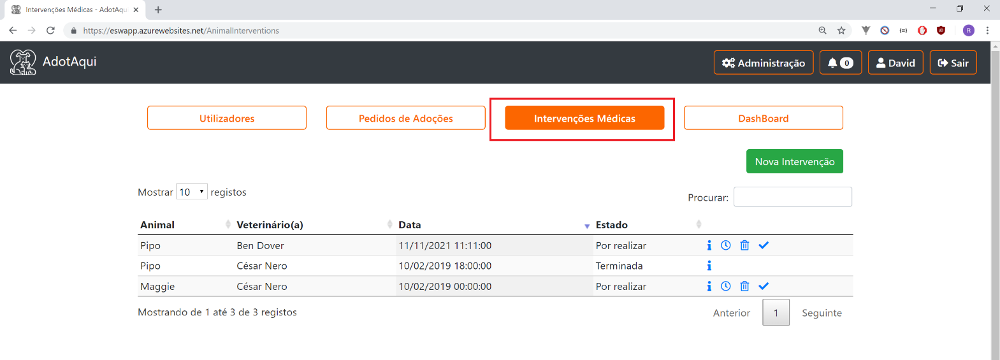 Intervenções Médicas - AdotAqu
https://eswapp.azurewebsites.net/AnimalInterventions
R
AdotAqui
Administração
0
David
Sair
Utilizadores
Pedidos de Adoções
Intervenções Médicas
DashBoard
Nova Intervenção
Mostrar 10 registos
Procurar:
Animal Veterinário(a) Data Estado
Pipo Ben Dover 11/11/2021 11:11:00 Por realizar
Pipo César Nero 10/02/2019 18:00:00 Terminada
Maggie César Nero 10/02/2019 00:00:00 Por realizar
Mostrando de 1 até 3 de 3 registos
Anterior 1 Seguinte